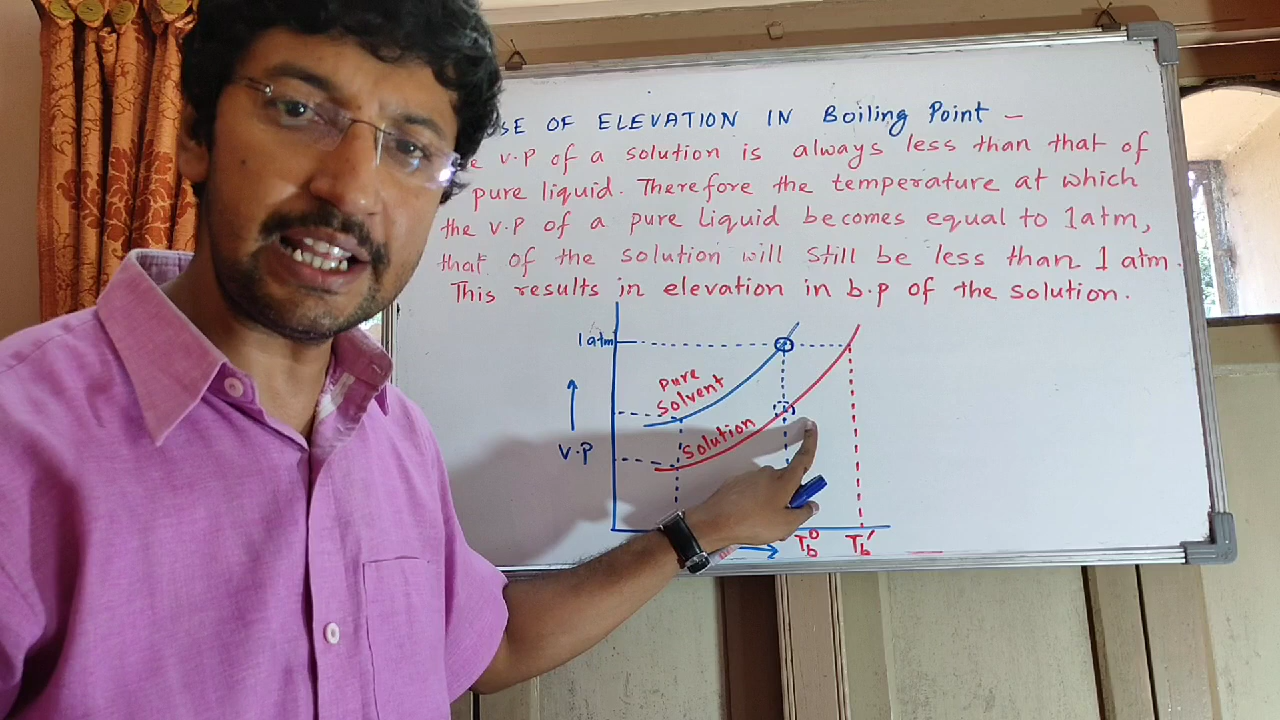 OF ELEVATION IN Boiling Point -
V.P of a solution is always less than that of
pure liquid. Therefore the temperature at which
the V.P of a pure Liquid becomes equal to 1atm,
that of the solution will still be less than 1 atm.
This results in elevation in b.p of the solution.
1atm
Pure
Solvent
Solution
V.P
Tb° Tb'